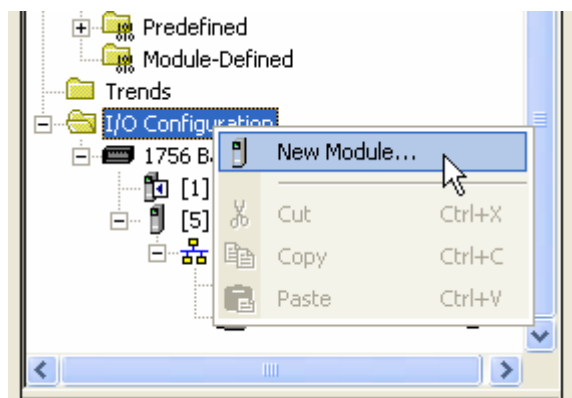 Predefined
Module-Defined
Trends
I/O Configuration
1756 B
New Module...
[1]
[5]
Cut Ctrl+X
Copy Ctrl+C
Paste Ctrl+V